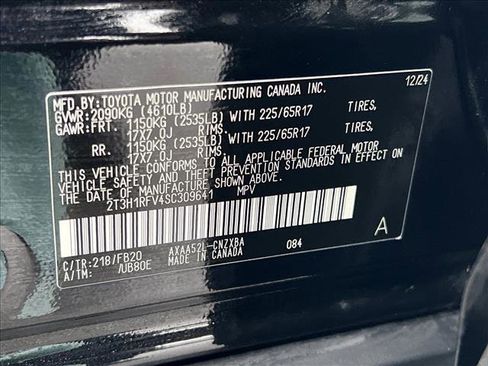 MFD.BY:TOYOTA MOTOR MANUFACTURING CANADA INC. 12/24
GVWR:2090KG (4610LB)
GAWR:FRT. 1150KG (2535LB) WITH 225/65R17 TIRES,
17X7.0J RIMS,
RR. 1150KG (2535LB) WITH 225/65R17 TIRES,
17X7.0J RIMS.
THIS VEHICLE CONFORMS TO ALL APPLICABLE FEDERAL MOTOR
VEHICLE SAFETY AND THEFT PREVENTION STANDARDS IN EFFECT ON
THE DATE OF MANUFACTURE SHOWN ABOVE.
2T3H1RFV4SC309641 MPV
C/TR:218/FB20 AXAA52L-CNZXBA 084 A
A/TM: /UB80E MADE IN CANADA